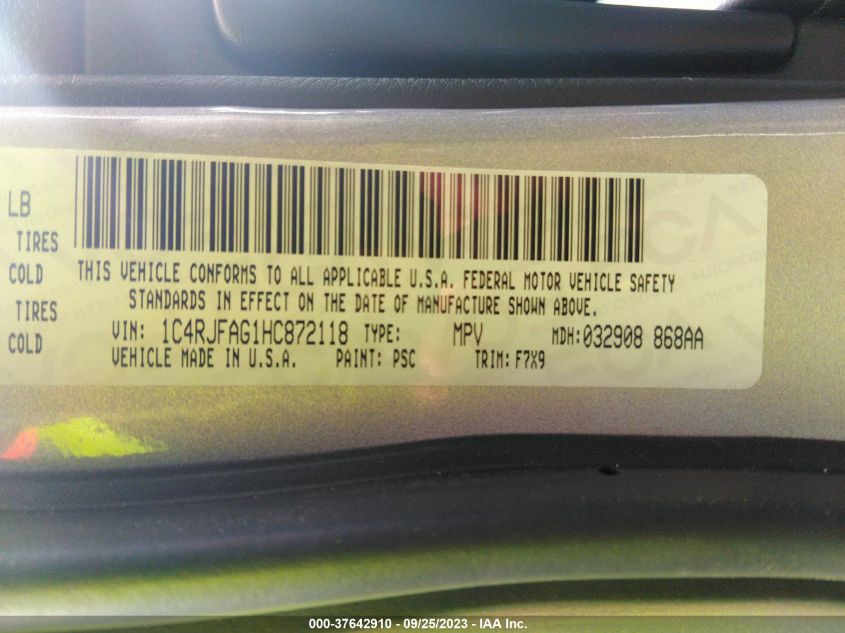 LB
TIRES
COLD
TIRES
COLD
THIS VEHICLE CONFORMS TO ALL APPLICABLE U.S.A. FEDERAL MOTOR VEHICLE SAFETY
STANDARDS IN EFFECT ON THE DATE OF MANUFACTURE SHOWN ABOVE.
VIN: 1C4RJFAG1HC872118 TYPE: MPV MDH:032908 868AA
VEHICLE MADE IN U.S.A. PAINT: PSC TRIM: F7X9
000-37642910 - 09/25/2023 - IAA Inc.